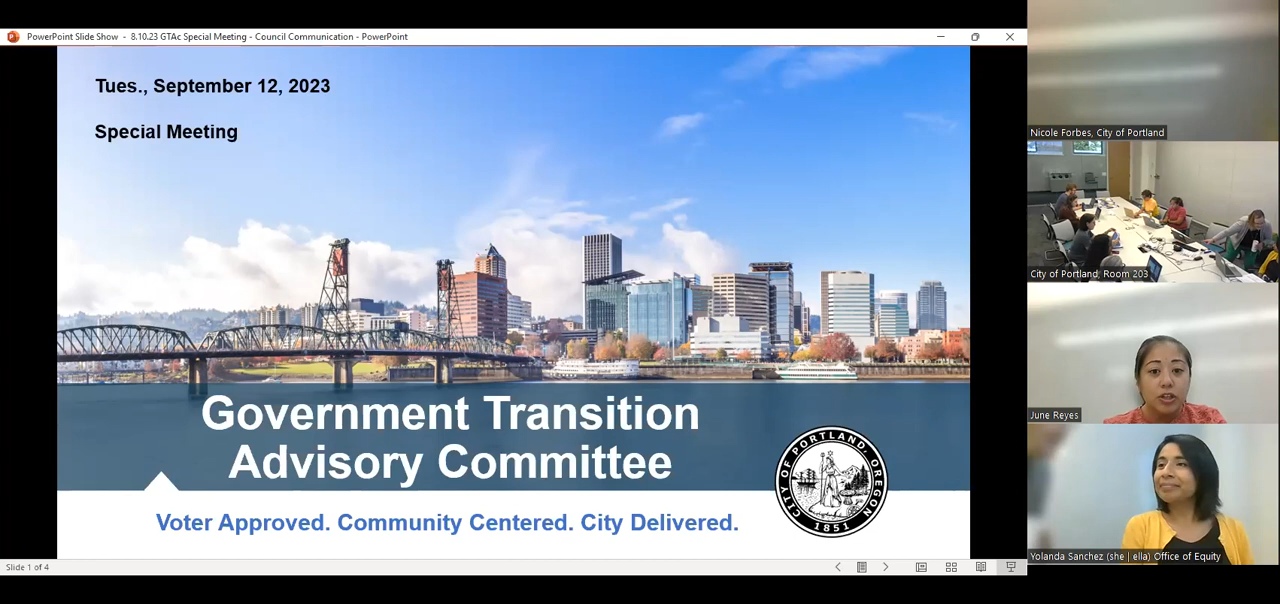 PowerPoint Slide Show - 8.10.23 GTAc Special Meeting - Council Communication - PowerPoint
Tues., September 12, 2023
Special Meeting
Government Transition
Advisory Committee
CITY OF PORTLAND, OREGON
1851
Voter Approved. Community Centered. City Delivered.
Slide 1 of 4
Nicole Forbes, City of Portland
City of Portland, Room 203
June Reyes
Yolanda Sanchez (she | ella) Office of Equity